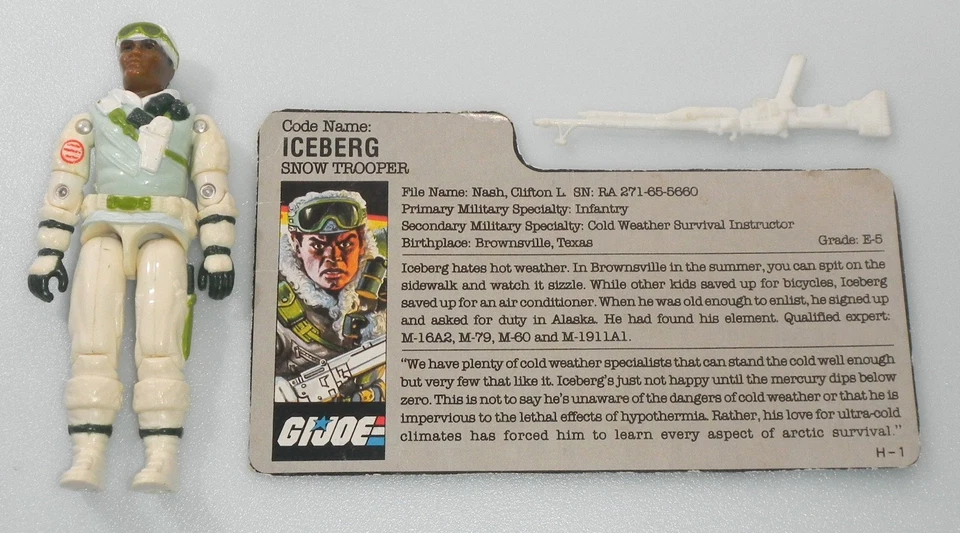 Code Name:
ICEBERG
SNOW TROOPER
File Name: Nash, Clifton L. SN: RA 271-65-5660
Primary Military Specialty: Infantry
Secondary Military Specialty: Cold Weather Survival Instructor
Birthplace: Brownsville, Texas Grade: E-5
Iceberg hates hot weather. In Brownsville in the summer, you can spit on the
sidewalk and watch it sizzle. While other kids saved up for bicycles, Iceberg
saved up for an air conditioner. When he was old enough to enlist, he signed up
and asked for duty in Alaska. He had found his element. Qualified expert:
M-16A2, M-79, M-60 and M-1911A1.
"We have plenty of cold weather specialists that can stand the cold well enough
but very few that like it. Iceberg's just not happy until the mercury dips below
zero. This is not to say he's unaware of the dangers of cold weather or that he is
impervious to the lethal effects of hypothermia. Rather, his love for ultra-cold
climates has forced him to learn every aspect of arctic survival."
GI JOE
H-1